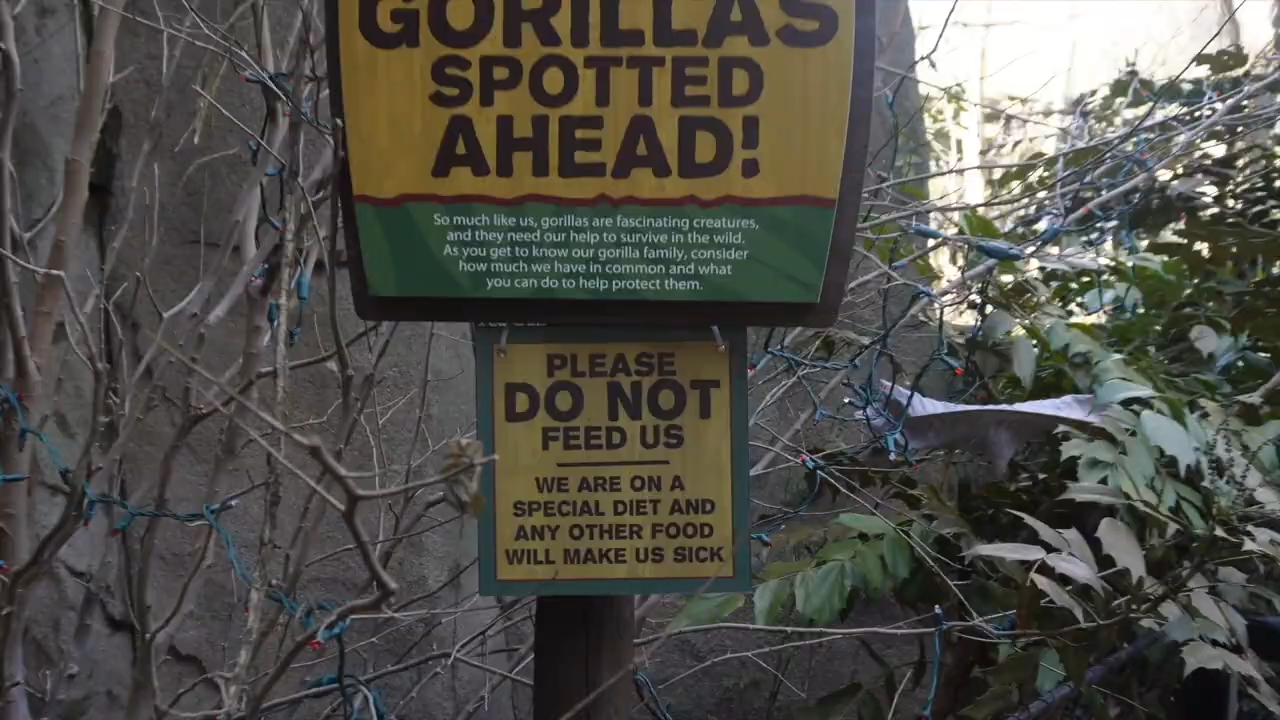 GORILLAS
SPOTTED
AHEAD!
So much like us, gorillas are fascinating creatures,
and they need our help to survive in the wild.
As you get to know our gorilla family, consider
how much we have in common and what
you can do to help protect them.
PLEASE
DO NOT
FEED US
WE ARE ON A
SPECIAL DIET AND
ANY OTHER FOOD
WILL MAKE US SICK